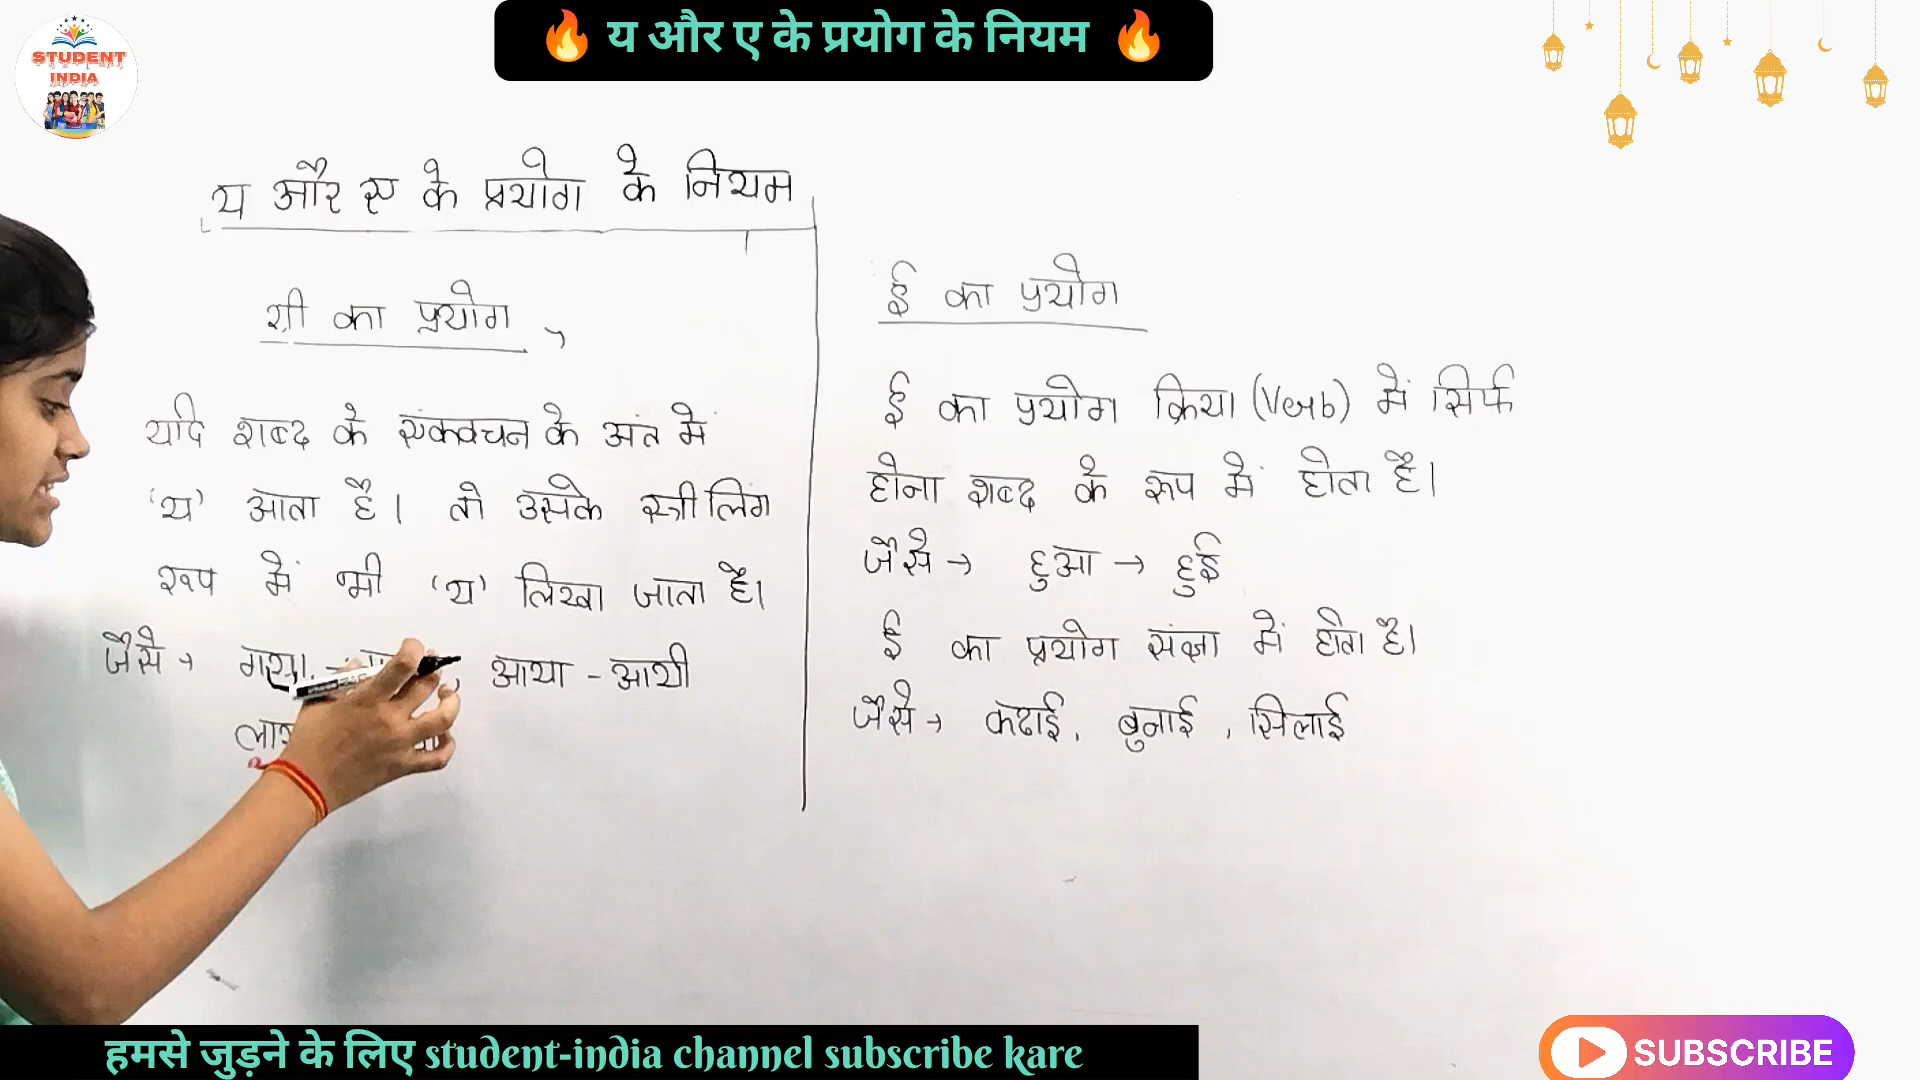 STUDENT
INDIA
🔥 य और ए के प्रयोग के नियम 🔥
य और ए के प्रयोग के नियम
यी का प्रयोग
यदि शब्द के एकवचन के अंत में
'य' आता है। तो उसके स्त्रीलिंग
रूप में भी 'य' लिखा जाता है।
जैसे → गया - आया - आयी
ई का प्रयोग
ई का प्रयोग क्रिया (Verb) में सिर्फ
होना शब्द के रूप में होता है।
जैसे → हुआ → हुई
ई का प्रयोग संज्ञा में होता है।
जैसे → कढाई, बुनाई, सिलाई
हमसे जुड़ने के लिए student-india channel subscribe kare
SUBSCRIBE